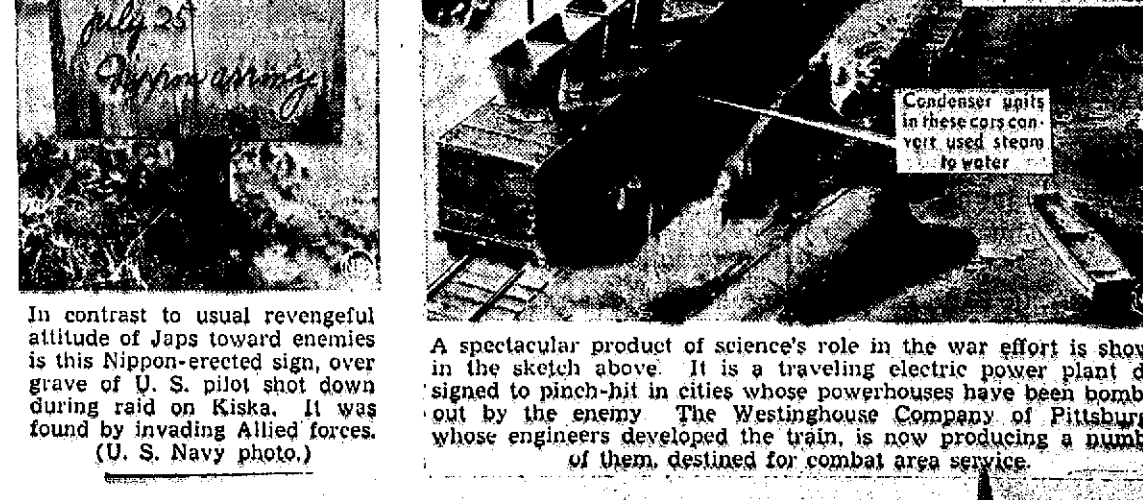 july 25
Nippon army
In contrast to usual revengeful
attitude of Japs toward enemies
is this Nippon-erected sign, over
grave of U. S. pilot shot down
during raid on Kiska. It was
found by invading Allied forces.
(U. S. Navy photo.)
Condenser units
in these cars con-
vert used steam
to water
A spectacular product of science's role in the war effort is show
in the sketch above. It is a traveling electric power plant d
signed to pinch-hit in cities whose powerhouses have been bomb
out by the enemy The Westinghouse Company of Pittsbur
whose engineers developed the train, is now producing a numb
of them, destined for combat area service.